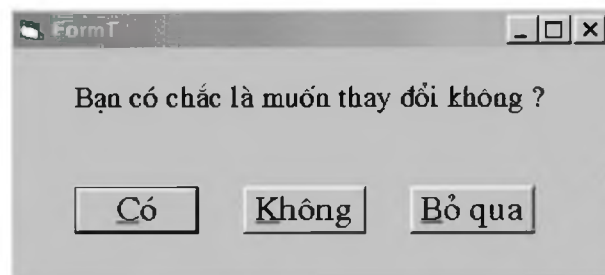 FormT
Bạn có chắc là muốn thay đổi không ?
Có Không Bỏ qua